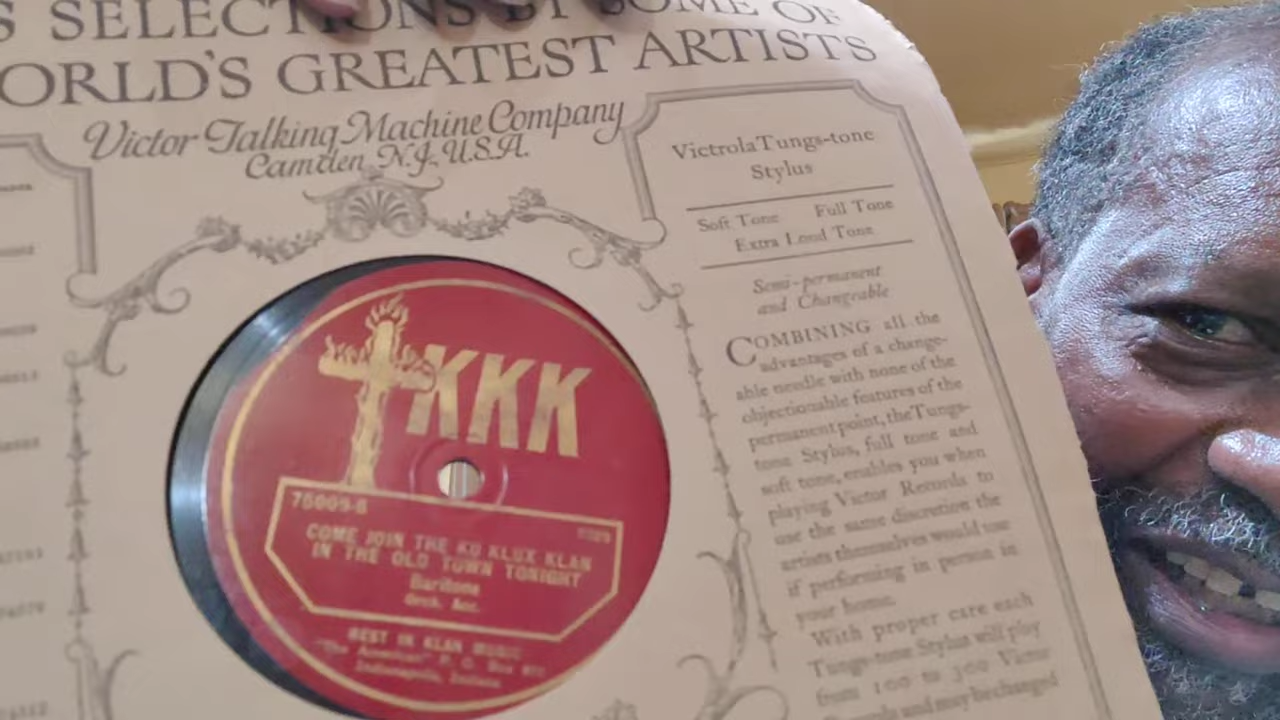 SELECTIONS BY SOME OF
ORLD'S GREATEST ARTISTS
Victor Talking Machine Company
Camden, N.J., U.S.A.
Victrola Tungs-tone
Stylus
Soft Tone Full Tone
Extra Loud Tone
Semi-permanent
and Changeable
COMBINING all the
advantages of a change-
able needle with none of the
objectionable features of the
permanent point, the Tungs-
tone Stylus, full tone and
soft tone, enables you when
playing Victor Records to
use the same discretion the
artists themselves would use
if performing in person in
your home.
With proper care each
Tungs-tone Stylus will play
from 100 to 300 Victor
and may be changed
KKK
COME JOIN THE KU KLUX KLAN
IN THE OLD TOWN TONIGHT
Baritone
Orch. Acc.
BEST IN KLAN MUSIC
"The American" P. O. Box
Indianapolis, Indiana